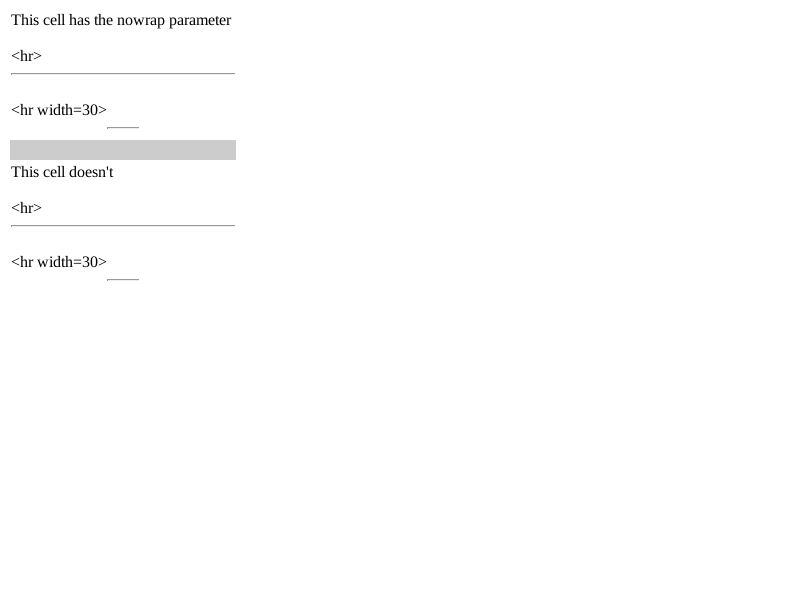 This cell has the nowrap parameter
<hr>
<hr width=30>
This cell doesn't
<hr>
<hr width=30>